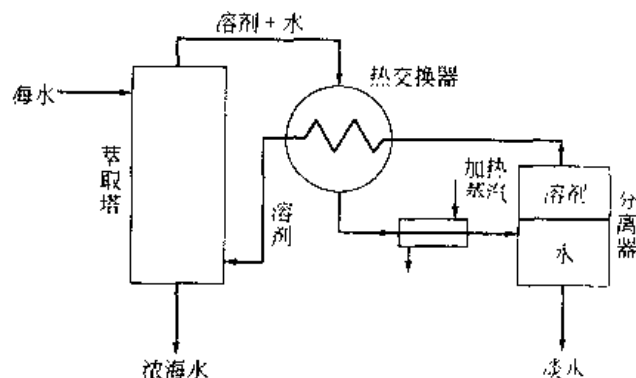 溶剂 + 水
热交换器
海水
萃取塔
加热
蒸汽
溶剂
分离器
溶剂
水
浓海水
淡水